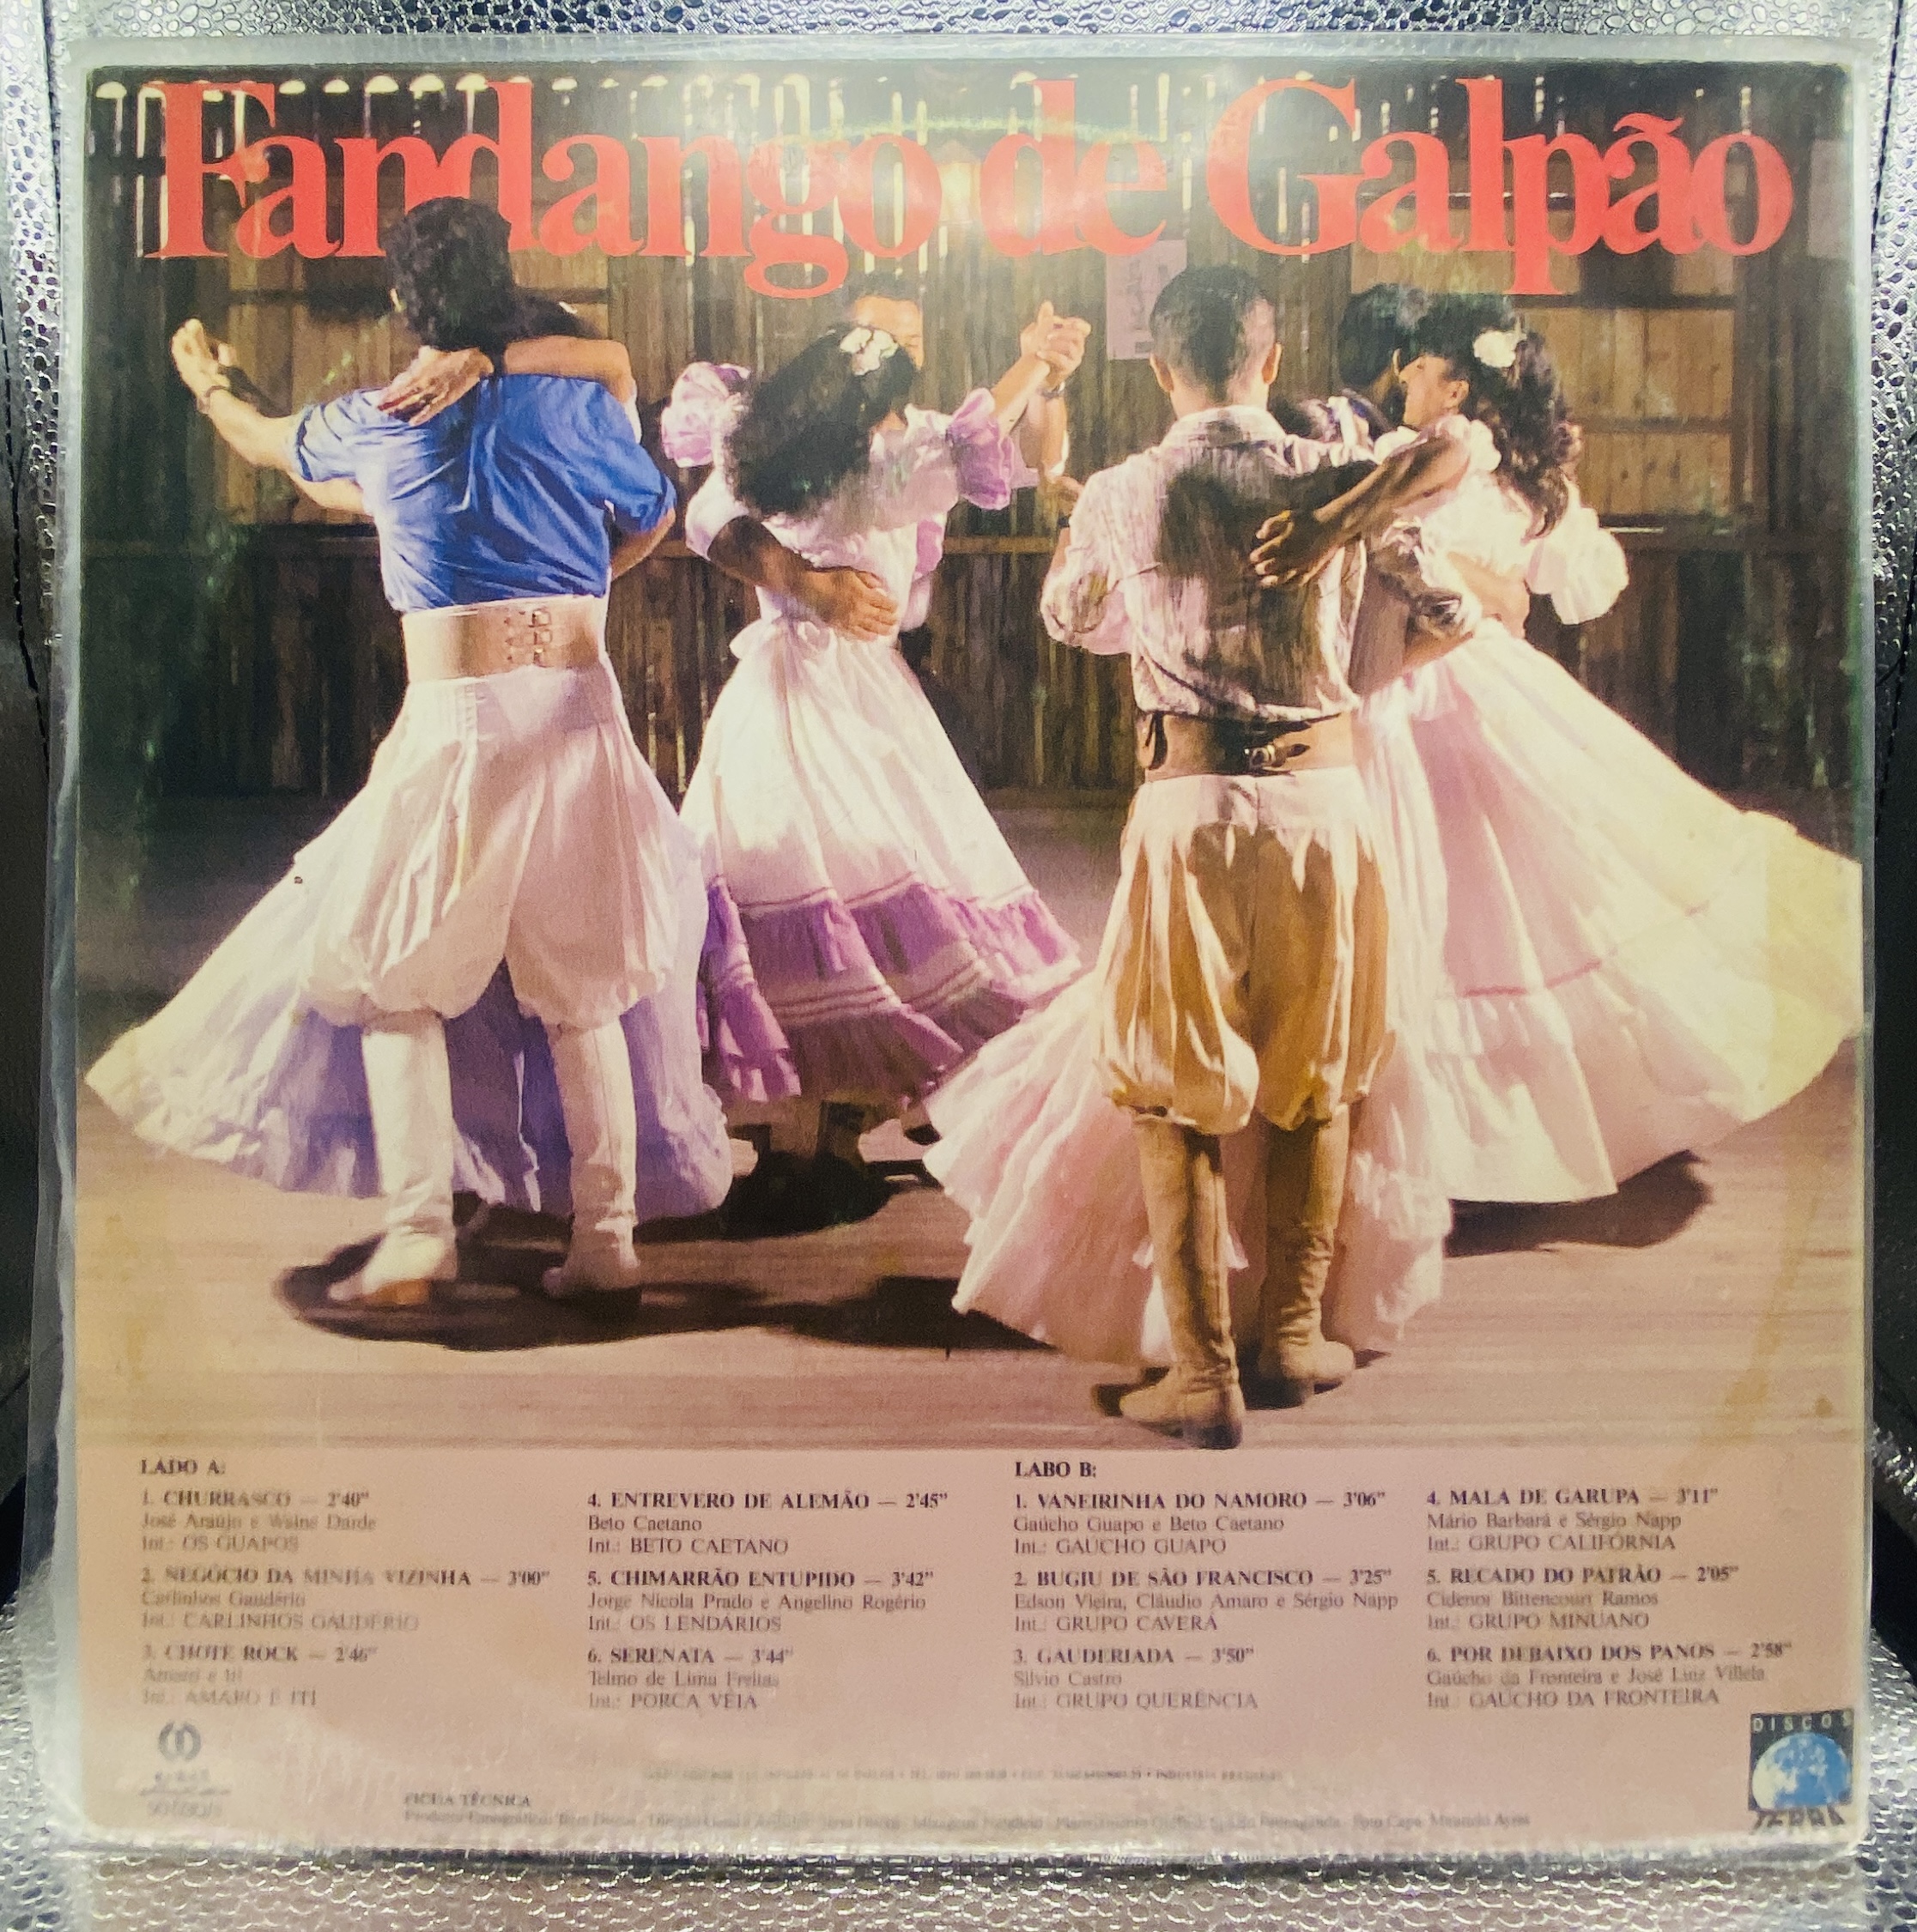 Fandango de Galpão
LADO A:
1. CHURRASCO — 2'40"
José Araújo e Waine Darde
Int.: OS GUAPOS
2. NEGÓCIO DA MINHA VIZINHA — 3'00"
Carlinhos Gaudério
Int.: CARLINHOS GAUDÉRIO
3. CHOTE ROCK — 2'46"
Amaro e Iti
Int.: AMARO E ITI
4. ENTREVERO DE ALEMÃO — 2'45"
Beto Caetano
Int.: BETO CAETANO
5. CHIMARRÃO ENTUPIDO — 3'42"
Jorge Nicola Prado e Angelino Rogério
Int.: OS LENDÁRIOS
6. SERENATA — 3'44"
Telmo de Lima Freitas
Int.: PORCA VÉIA
LABO B:
1. VANEIRINHA DO NAMORO — 3'06"
Gaúcho Guapo e Beto Caetano
Int.: GAÚCHO GUAPO
2. BUGIU DE SÃO FRANCISCO — 3'25"
Edson Vieira, Cláudio Amaro e Sérgio Napp
Int.: GRUPO CAVERÁ
3. GAUDERIADA — 3'50"
Silvio Castro
Int.: GRUPO QUERÊNCIA
4. MALA DE GARUPA — 3'11"
Mário Barbará e Sérgio Napp
Int.: GRUPO CALIFÓRNIA
5. RECADO DO PATRÃO — 2'05"
Cidenor Bittencourt Ramos
Int.: GRUPO MINUANO
6. POR DEBAIXO DOS PANOS — 2'58"
Gaúcho da Fronteira e José Luiz Villela
Int.: GAÚCHO DA FRONTEIRA
DISCOS
TERRA
FICHA TÉCNICA